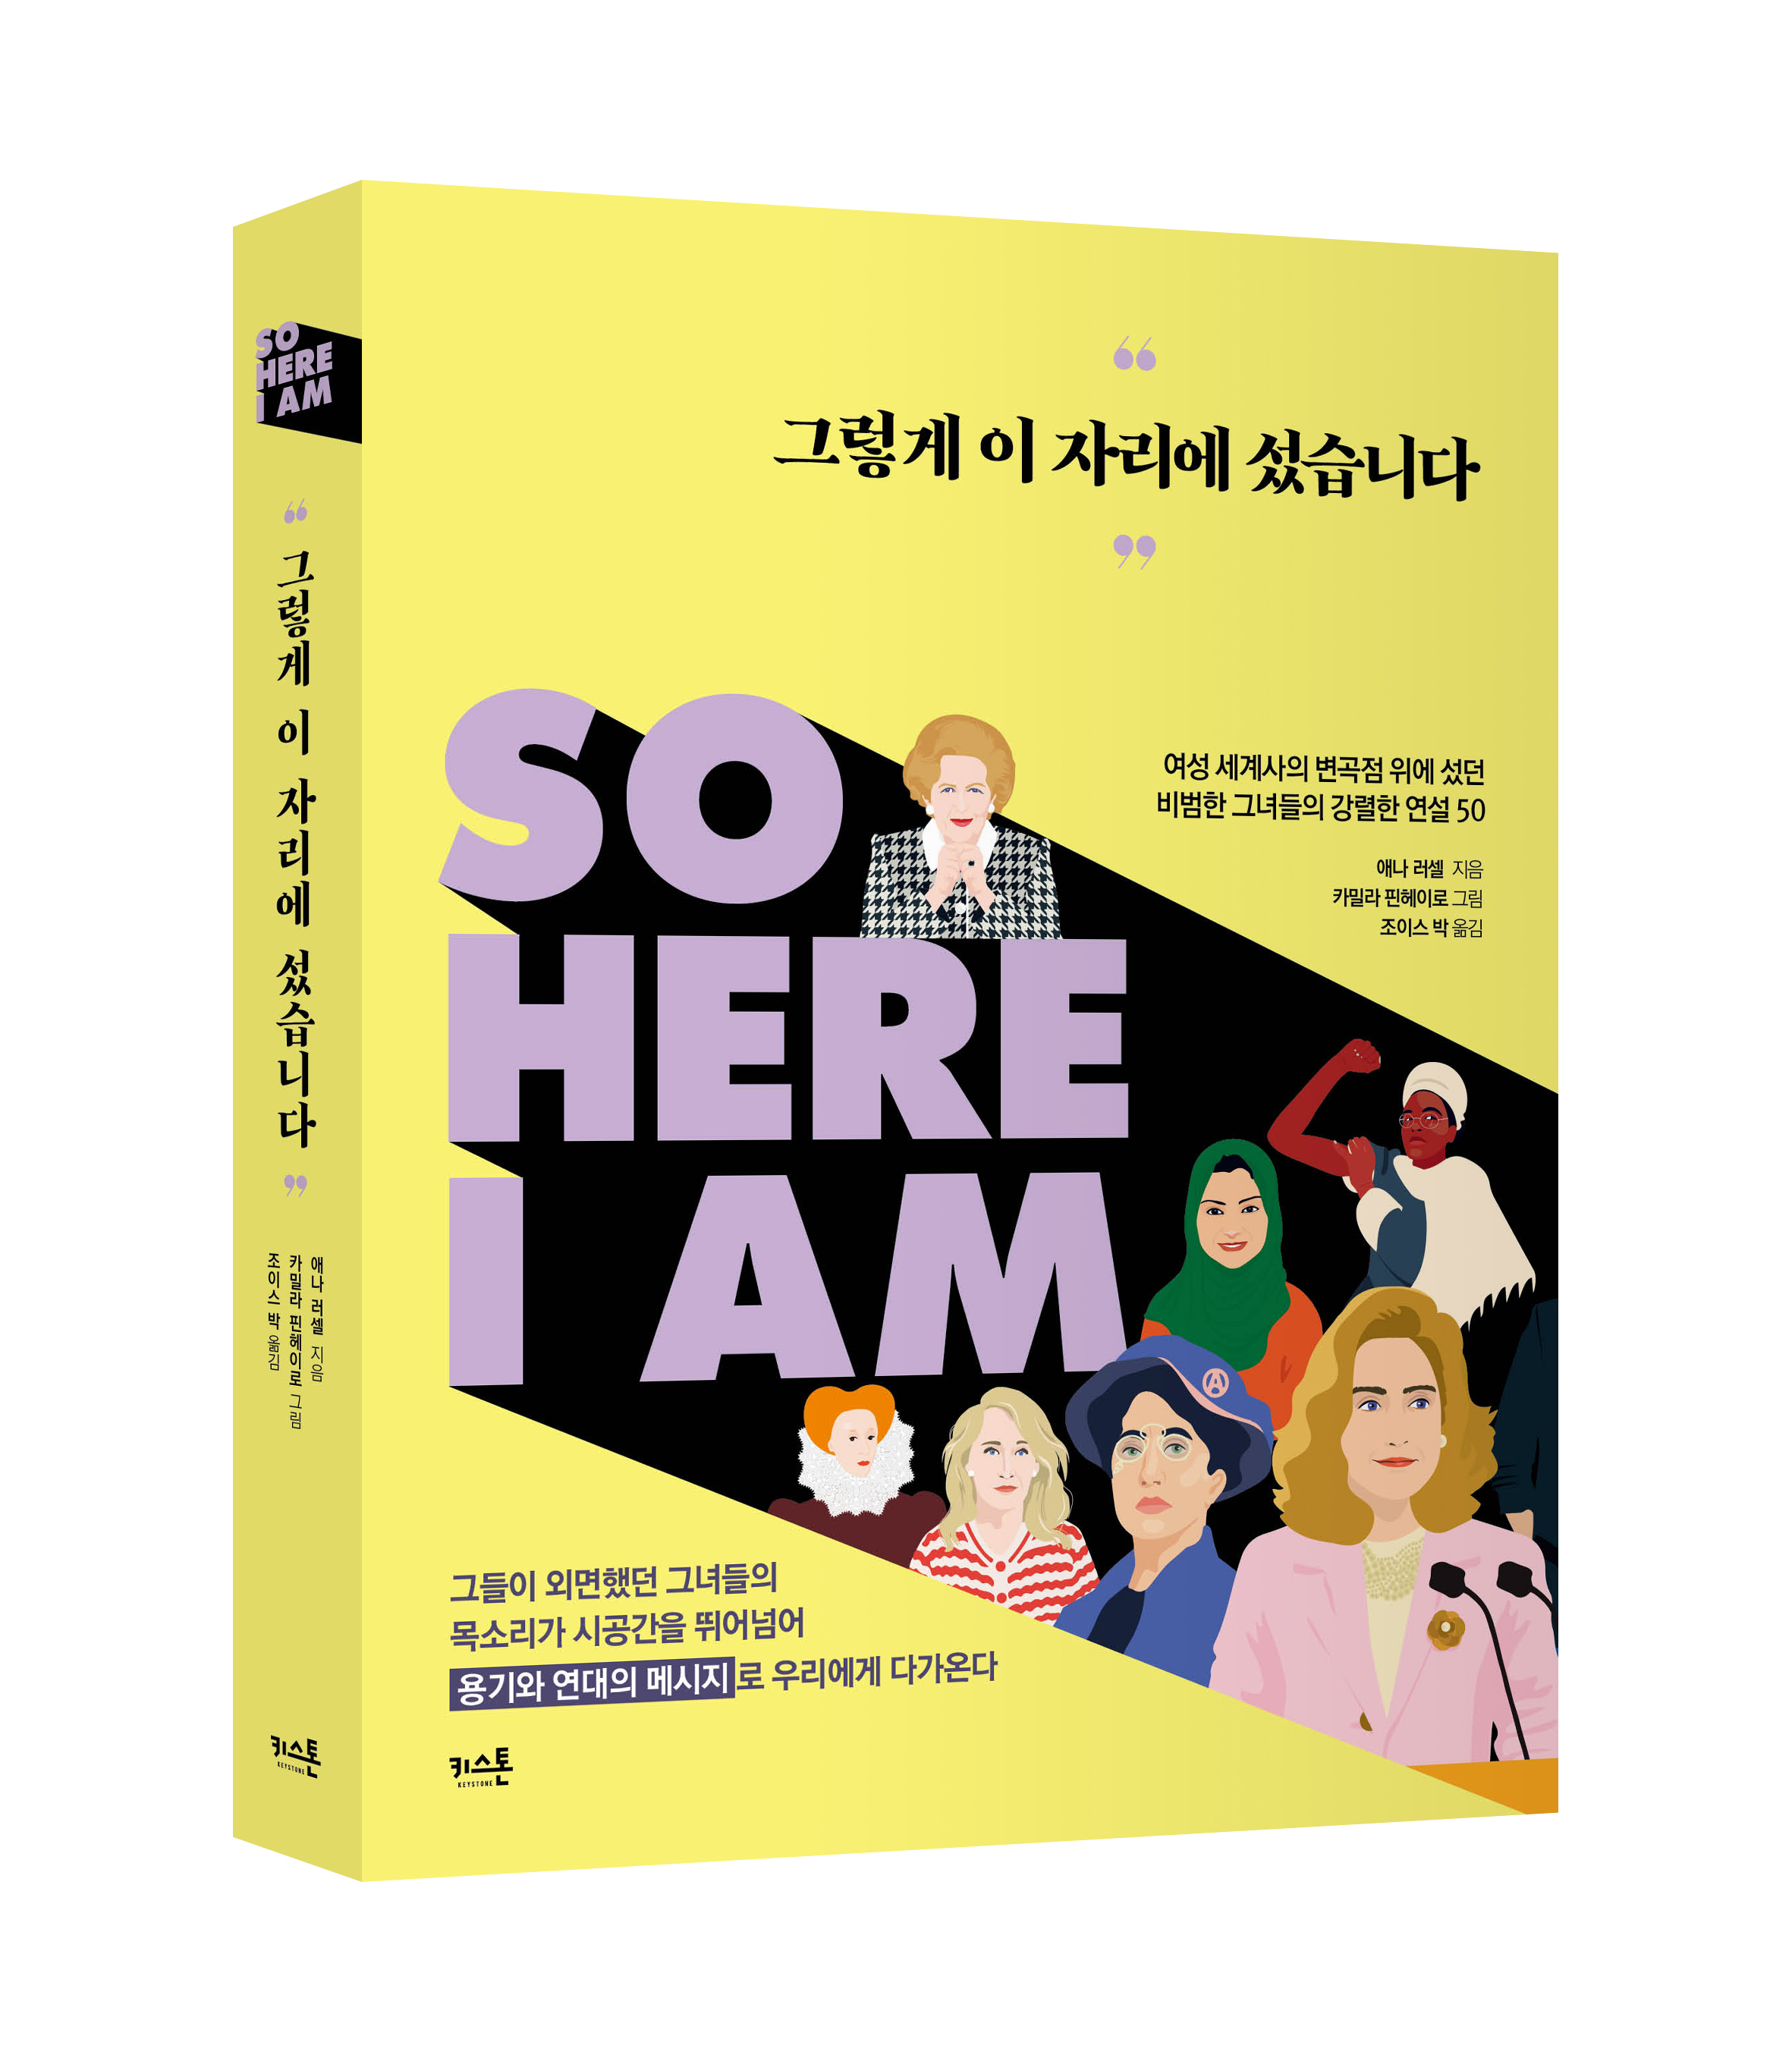 SO
HERE
I AM
“
그렇게 이 자리에 섰습니다
”
애나 러셀 지음
카밀라 핀헤이로 그림
조이스 박 옮김
키스톤
KEYSTONE
“
그렇게 이 자리에 섰습니다
”
SO
HERE
I AM
여성 세계사의 변곡점 위에 섰던
비범한 그녀들의 강렬한 연설 50
애나 러셀 지음
카밀라 핀헤이로 그림
조이스 박 옮김
그들이 외면했던 그녀들의
목소리가 시공간을 뛰어넘어
용기와 연대의 메시지로 우리에게 다가온다
키스톤
KEYSTONE